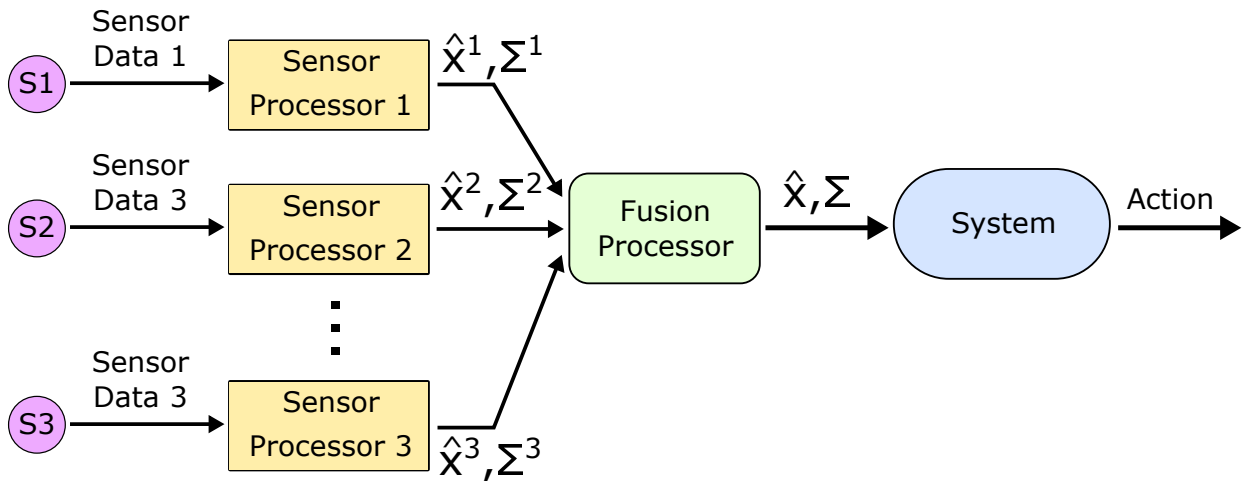 Sensor
Data 1
S1
Sensor
Processor 1
x̂¹,Σ¹
Sensor
Data 3
S2
Sensor
Processor 2
x̂²,Σ²
Fusion
Processor
x̂,Σ
System
Action
Sensor
Data 3
S3
Sensor
Processor 3
x̂³,Σ³